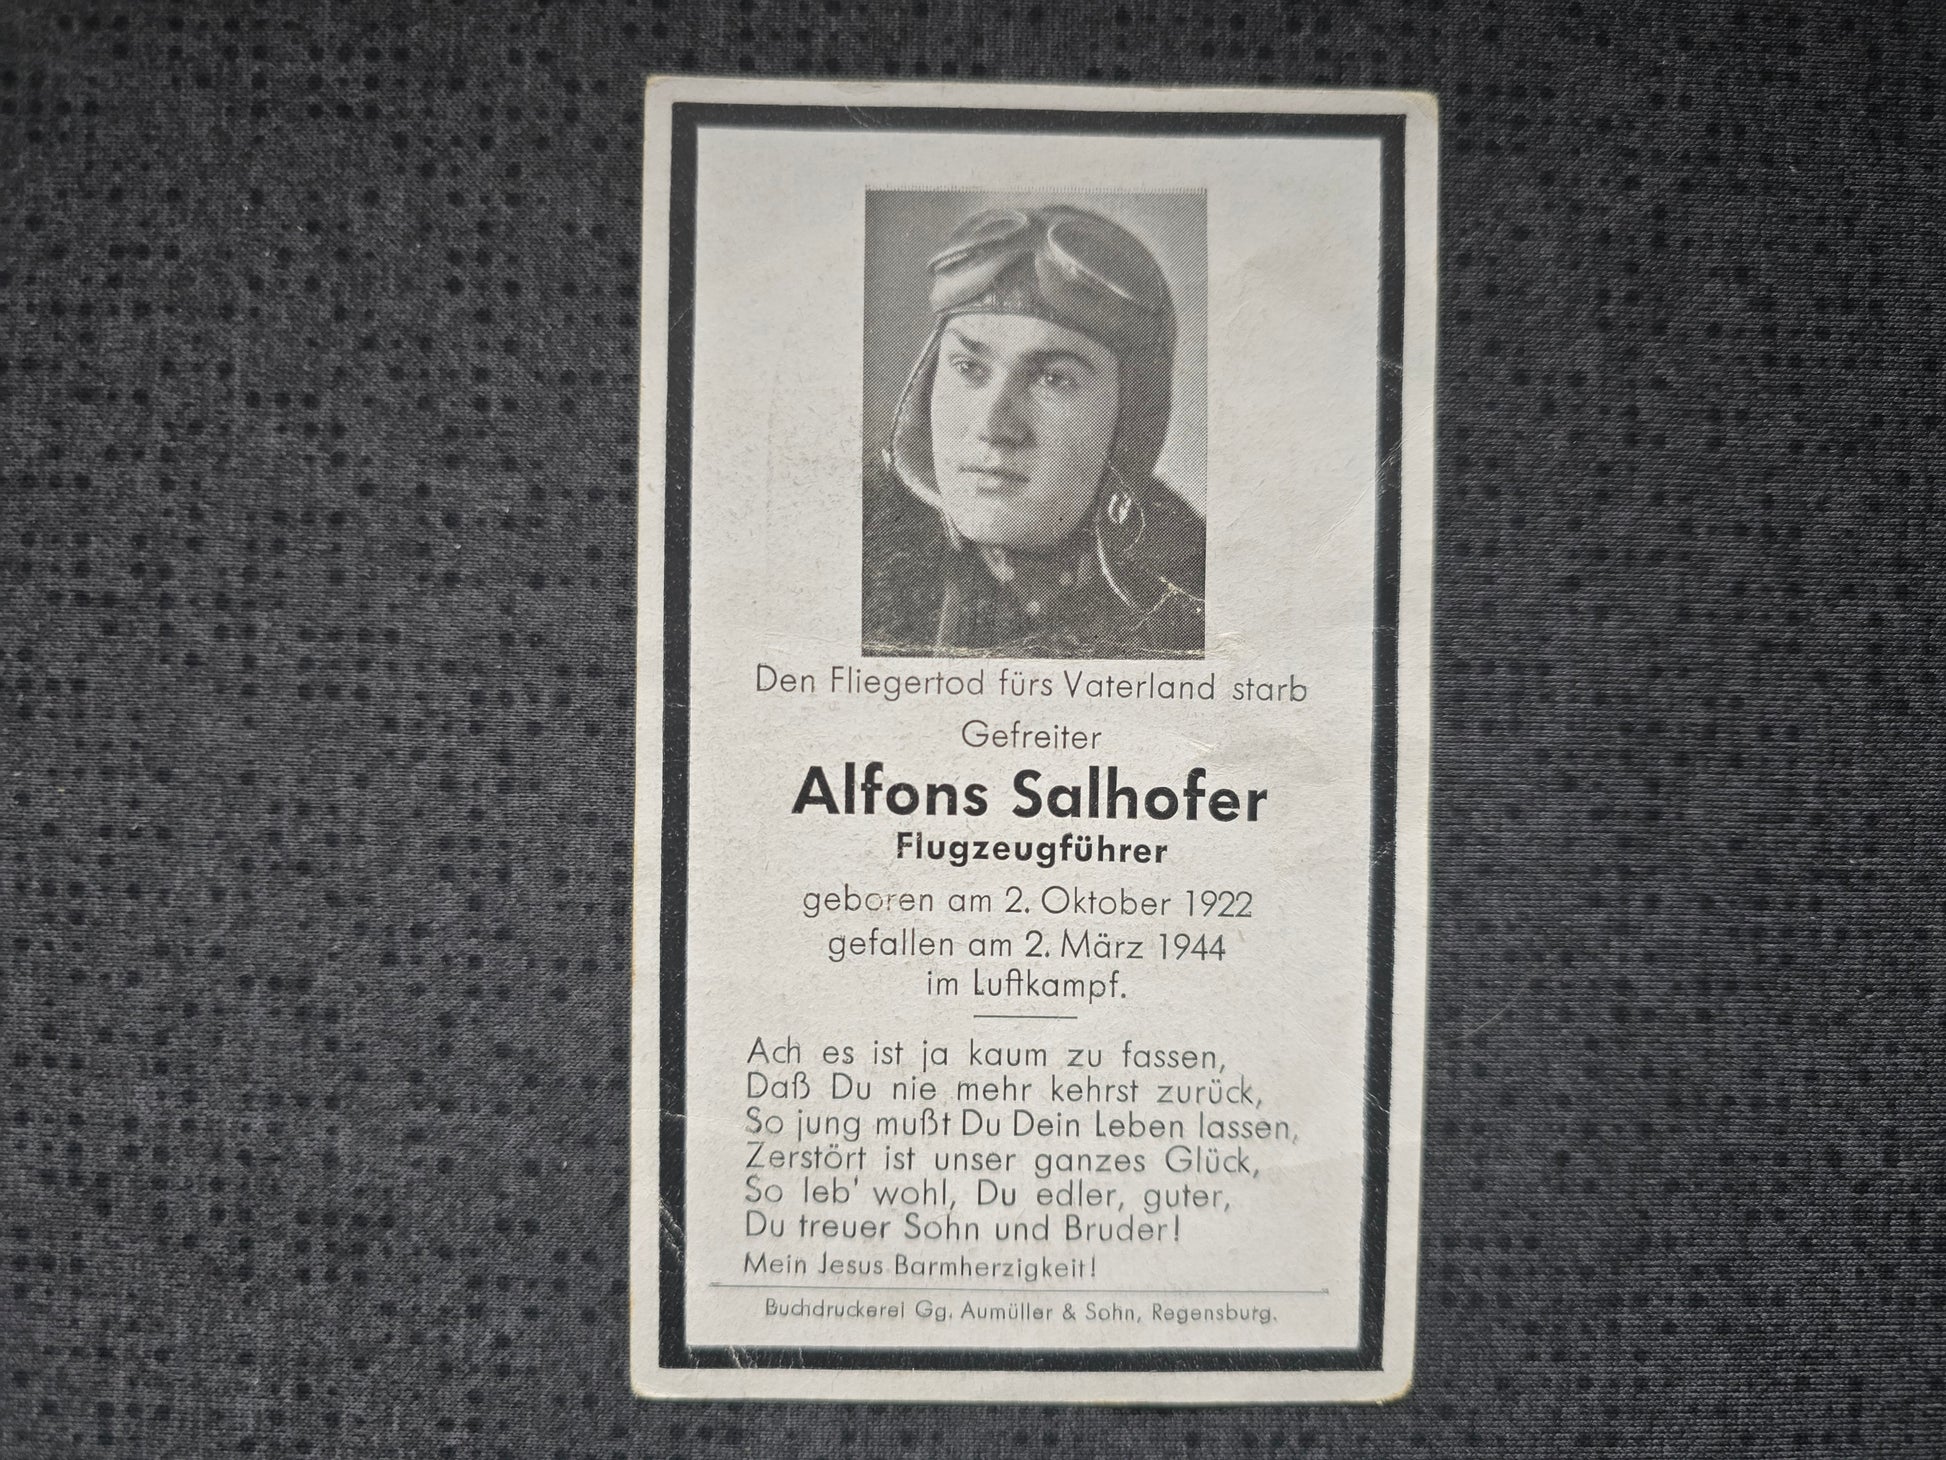 Den Fliegertod fürs Vaterland starb
Gefreiter
Alfons Salhofer
Flugzeugführer
geboren am 2. Oktober 1922
gefallen am 2. März 1944
im Luftkampf.
Ach es ist ja kaum zu fassen,
Daß Du nie mehr kehrst zurück,
So jung mußt Du Dein Leben lassen,
Zerstört ist unser ganzes Glück,
So leb' wohl, Du edler, guter,
Du treuer Sohn und Bruder!
Mein Jesus Barmherzigkeit!
Buchdruckerei Gg. Aumüller & Sohn, Regensburg.